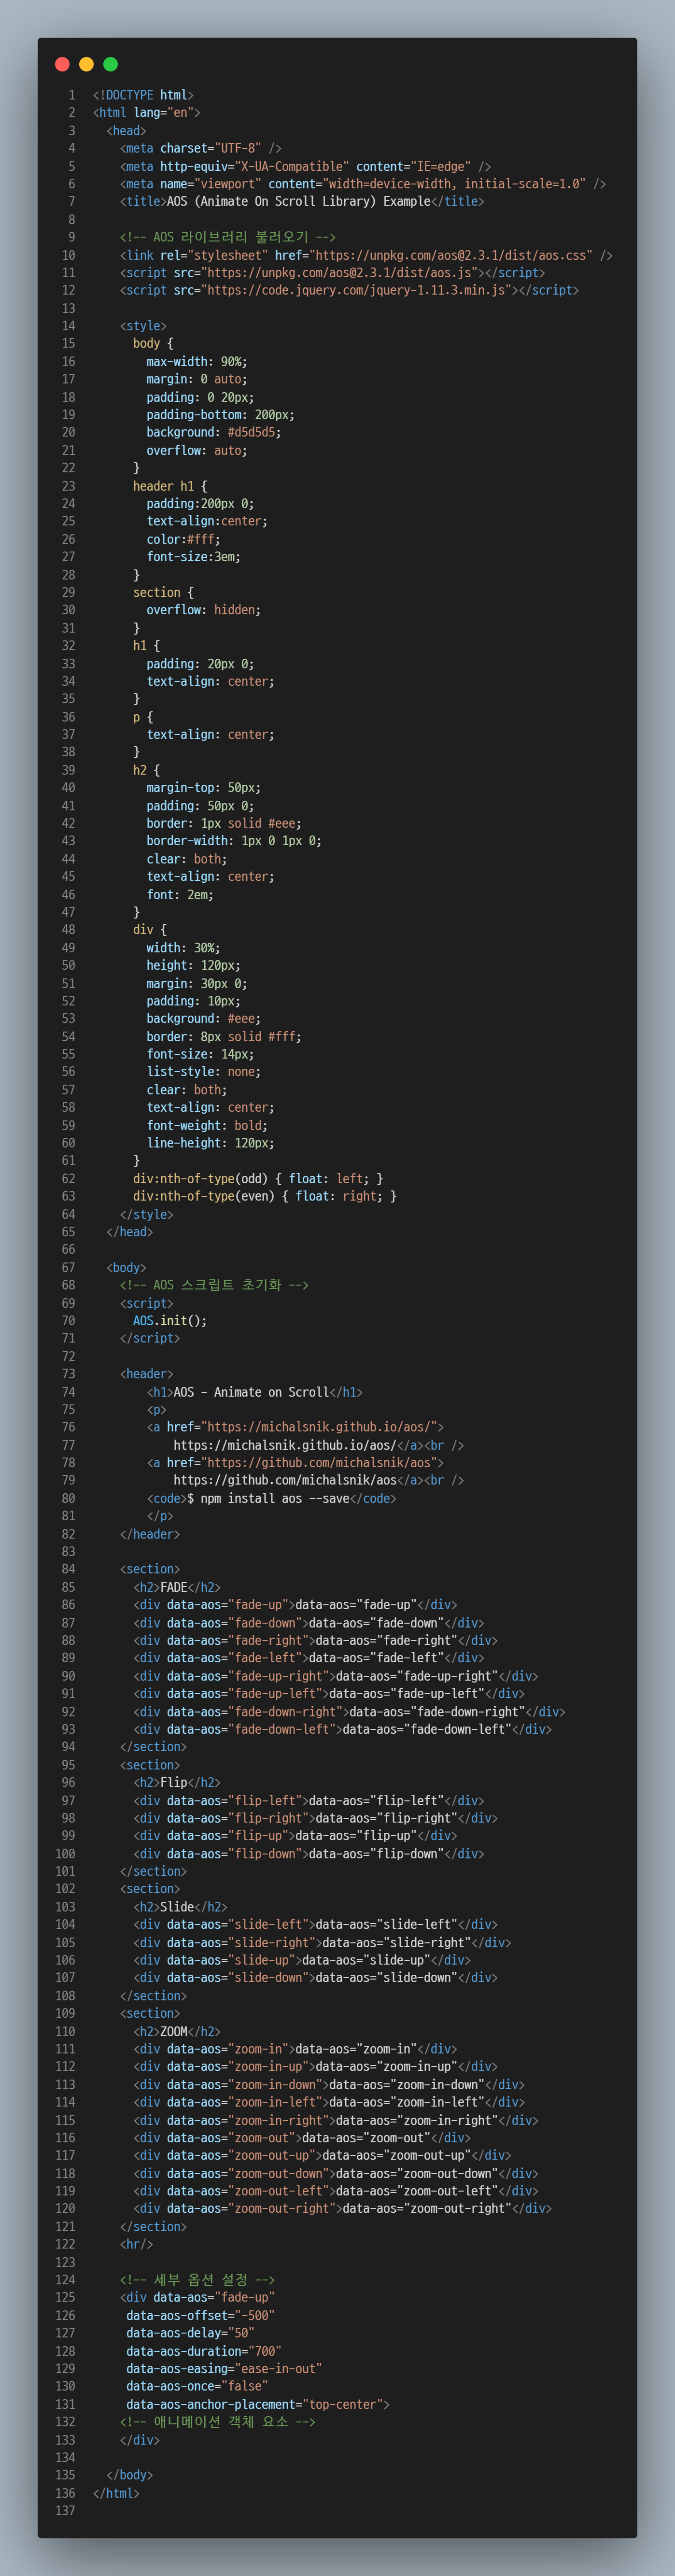 1 <!DOCTYPE html>
2 <html lang="en">
3   <head>
4     <meta charset="UTF-8" />
5     <meta http-equiv="X-UA-Compatible" content="IE=edge" />
6     <meta name="viewport" content="width=device-width, initial-scale=1.0" />
7     <title>AOS (Animate On Scroll Library) Example</title>
8
9     <!-- AOS 라이브러리 불러오기 -->
10     <link rel="stylesheet" href="https://unpkg.com/aos@2.3.1/dist/aos.css" />
11     <script src="https://unpkg.com/aos@2.3.1/dist/aos.js"></script>
12     <script src="https://code.jquery.com/jquery-1.11.3.min.js"></script>
13
14     <style>
15       body {
16         max-width: 90%;
17         margin: 0 auto;
18         padding: 0 20px;
19         padding-bottom: 200px;
20         background: #d5d5d5;
21         overflow: auto;
22       }
23       header h1 {
24         padding:200px 0;
25         text-align:center;
26         color:#fff;
27         font-size:3em;
28       }
29       section {
30         overflow: hidden;
31       }
32       h1 {
33         padding: 20px 0;
34         text-align: center;
35       }
36       p {
37         text-align: center;
38       }
39       h2 {
40         margin-top: 50px;
41         padding: 50px 0;
42         border: 1px solid #eee;
43         border-width: 1px 0 1px 0;
44         clear: both;
45         text-align: center;
46         font: 2em;
47       }
48       div {
49         width: 30%;
50         height: 120px;
51         margin: 30px 0;
52         padding: 10px;
53         background: #eee;
54         border: 8px solid #fff;
55         font-size: 14px;
56         list-style: none;
57         clear: both;
58         text-align: center;
59         font-weight: bold;
60         line-height: 120px;
61       }
62       div:nth-of-type(odd) { float: left; }
63       div:nth-of-type(even) { float: right; }
64     </style>
65   </head>
66
67   <body>
68     <!-- AOS 스크립트 초기화 -->
69     <script>
70       AOS.init();
71     </script>
72
73     <header>
74         <h1>AOS - Animate on Scroll</h1>
75         <p>
76         <a href="https://michalsnik.github.io/aos/">
77             https://michalsnik.github.io/aos/</a><br />
78         <a href="https://github.com/michalsnik/aos">
79             https://github.com/michalsnik/aos</a><br />
80         <code>$ npm install aos --save</code>
81         </p>
82     </header>
83
84     <section>
85       <h2>FADE</h2>
86       <div data-aos="fade-up">data-aos="fade-up"</div>
87       <div data-aos="fade-down">data-aos="fade-down"</div>
88       <div data-aos="fade-right">data-aos="fade-right"</div>
89       <div data-aos="fade-left">data-aos="fade-left"</div>
90       <div data-aos="fade-up-right">data-aos="fade-up-right"</div>
91       <div data-aos="fade-up-left">data-aos="fade-up-left"</div>
92       <div data-aos="fade-down-right">data-aos="fade-down-right"</div>
93       <div data-aos="fade-down-left">data-aos="fade-down-left"</div>
94     </section>
95     <section>
96       <h2>Flip</h2>
97       <div data-aos="flip-left">data-aos="flip-left"</div>
98       <div data-aos="flip-right">data-aos="flip-right"</div>
99       <div data-aos="flip-up">data-aos="flip-up"</div>
100       <div data-aos="flip-down">data-aos="flip-down"</div>
101     </section>
102     <section>
103       <h2>Slide</h2>
104       <div data-aos="slide-left">data-aos="slide-left"</div>
105       <div data-aos="slide-right">data-aos="slide-right"</div>
106       <div data-aos="slide-up">data-aos="slide-up"</div>
107       <div data-aos="slide-down">data-aos="slide-down"</div>
108     </section>
109     <section>
110       <h2>ZOOM</h2>
111       <div data-aos="zoom-in">data-aos="zoom-in"</div>
112       <div data-aos="zoom-in-up">data-aos="zoom-in-up"</div>
113       <div data-aos="zoom-in-down">data-aos="zoom-in-down"</div>
114       <div data-aos="zoom-in-left">data-aos="zoom-in-left"</div>
115       <div data-aos="zoom-in-right">data-aos="zoom-in-right"</div>
116       <div data-aos="zoom-out">data-aos="zoom-out"</div>
117       <div data-aos="zoom-out-up">data-aos="zoom-out-up"</div>
118       <div data-aos="zoom-out-down">data-aos="zoom-out-down"</div>
119       <div data-aos="zoom-out-left">data-aos="zoom-out-left"</div>
120       <div data-aos="zoom-out-right">data-aos="zoom-out-right"</div>
121     </section>
122     <hr/>
123
124     <!-- 세부 옵션 설정 -->
125     <div data-aos="fade-up"
126      data-aos-offset="-500"
127      data-aos-delay="50"
128      data-aos-duration="700"
129      data-aos-easing="ease-in-out"
130      data-aos-once="false"
131      data-aos-anchor-placement="top-center">
132     <!-- 애니메이션 객체 요소 -->
133     </div>
134
135   </body>
136 </html>
137